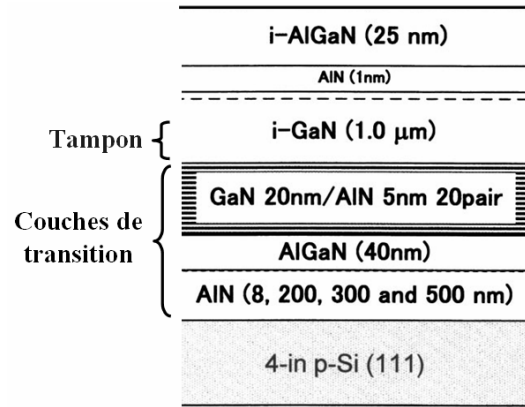 i-AlGaN (25 nm)
AlN (1nm)
Tampon
i-GaN (1.0 μm)
GaN 20nm/AlN 5nm 20pair
Couches de
transition
AlGaN (40nm)
AlN (8, 200, 300 and 500 nm)
4-in p-Si (111)